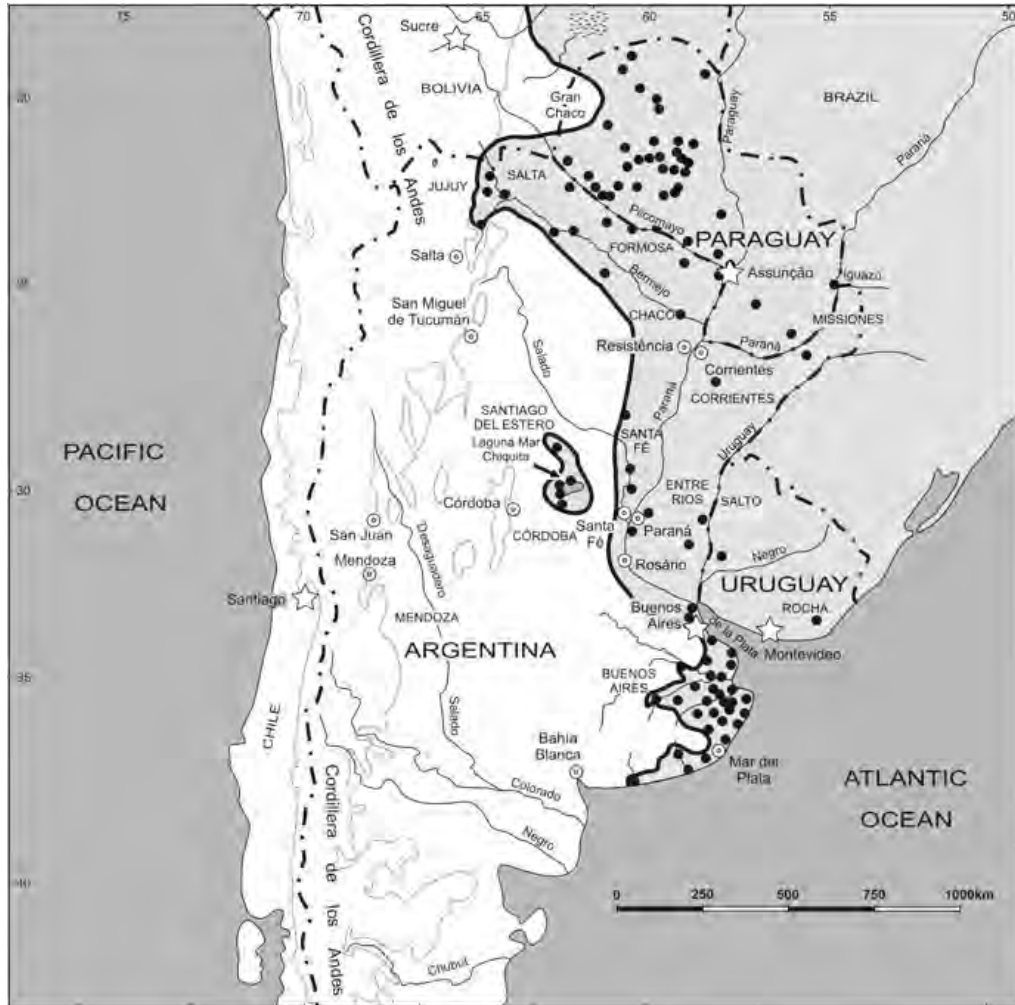 75
70
65
60
55
50
Sucre
Cordillera de los Andes
BOLIVIA
Gran
Chaco
Paraguay
BRAZIL
Paraná
20
JUJUY
SALTA
Pilcomayo
PARAGUAY
FORMOSA
Salta
Bermejo
Assunção
Iguazú
San Miguel
de Tucumán
CHACO
MISSIONES
Salado
Resisténcia
Paraná
Corrientes
CORRIENTES
Paraná
SANTIAGO
DEL ESTERO
Laguna Mar
Chiquito
SANTA
FÉ
Uruguay
PACIFIC
OCEAN
30
ENTRE
RIOS
SALTO
Córdoba
CÓRDOBA
Santa
Fé
Paraná
San Juan
Desaguadero
Negro
Mendoza
Rosário
URUGUAY
Santiago
MENDOZA
Buenos
Aires
ROCHA
de la Plata
Montevideo
ARGENTINA
35
BUENOS
AIRES
CHILE
Salado
Bahia
Blanca
Mar del
Plata
Colorado
ATLANTIC
OCEAN
Negro
Cordillera de los Andes
40
0 250 500 750 1000km
Chubut